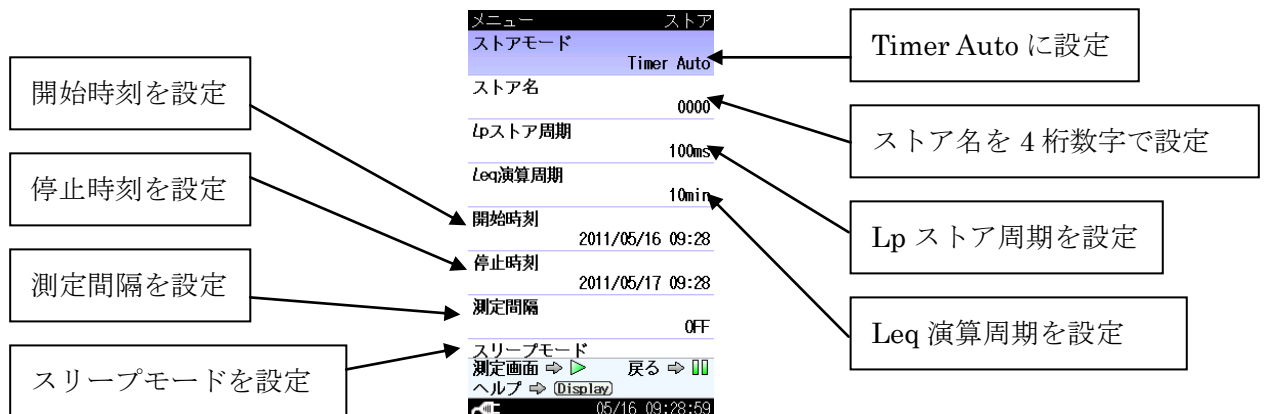 開始時刻を設定
停止時刻を設定
測定間隔を設定
スリープモードを設定
メニュー ストア
ストアモード
Timer Auto
ストア名
0000
Lpストア周期
100ms
Leq演算周期
10min
開始時刻
2011/05/16 09:28
停止時刻
2011/05/17 09:28
測定間隔
OFF
スリープモード
測定画面 ⇨ ▷ 戻る ⇨ ▯▯
ヘルプ ⇨ Display
05/16 09:28:59
Timer Auto に設定
ストア名を 4 桁数字で設定
Lp ストア周期を設定
Leq 演算周期を設定